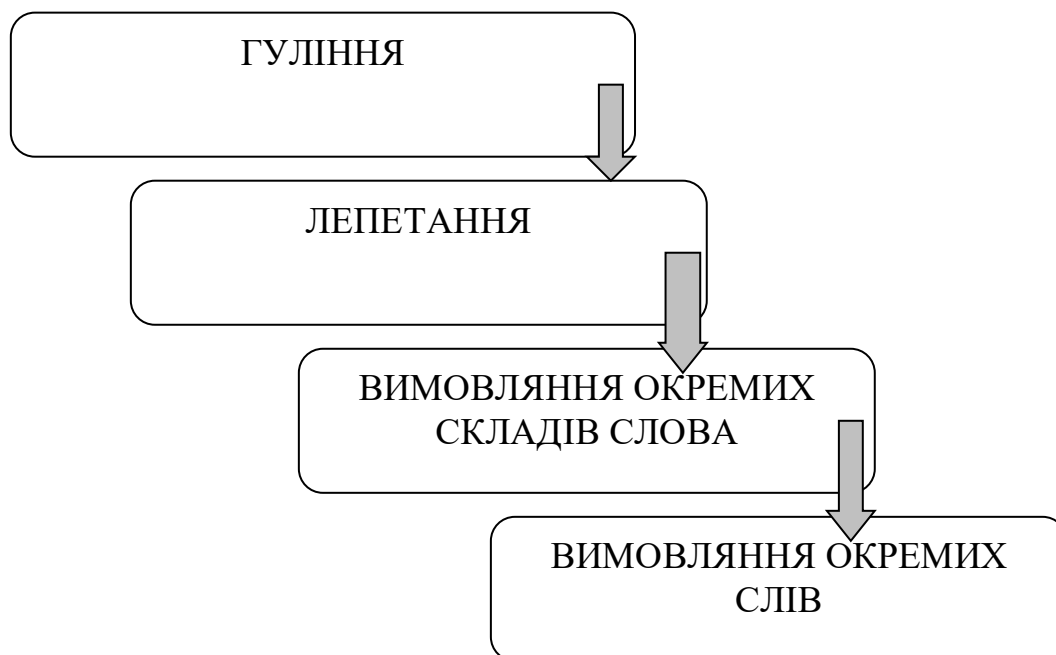 ГУЛІННЯ
ЛЕПЕТАННЯ
ВИМОВЛЯННЯ ОКРЕМИХ
СКЛАДІВ СЛОВА
ВИМОВЛЯННЯ ОКРЕМИХ
СЛІВ